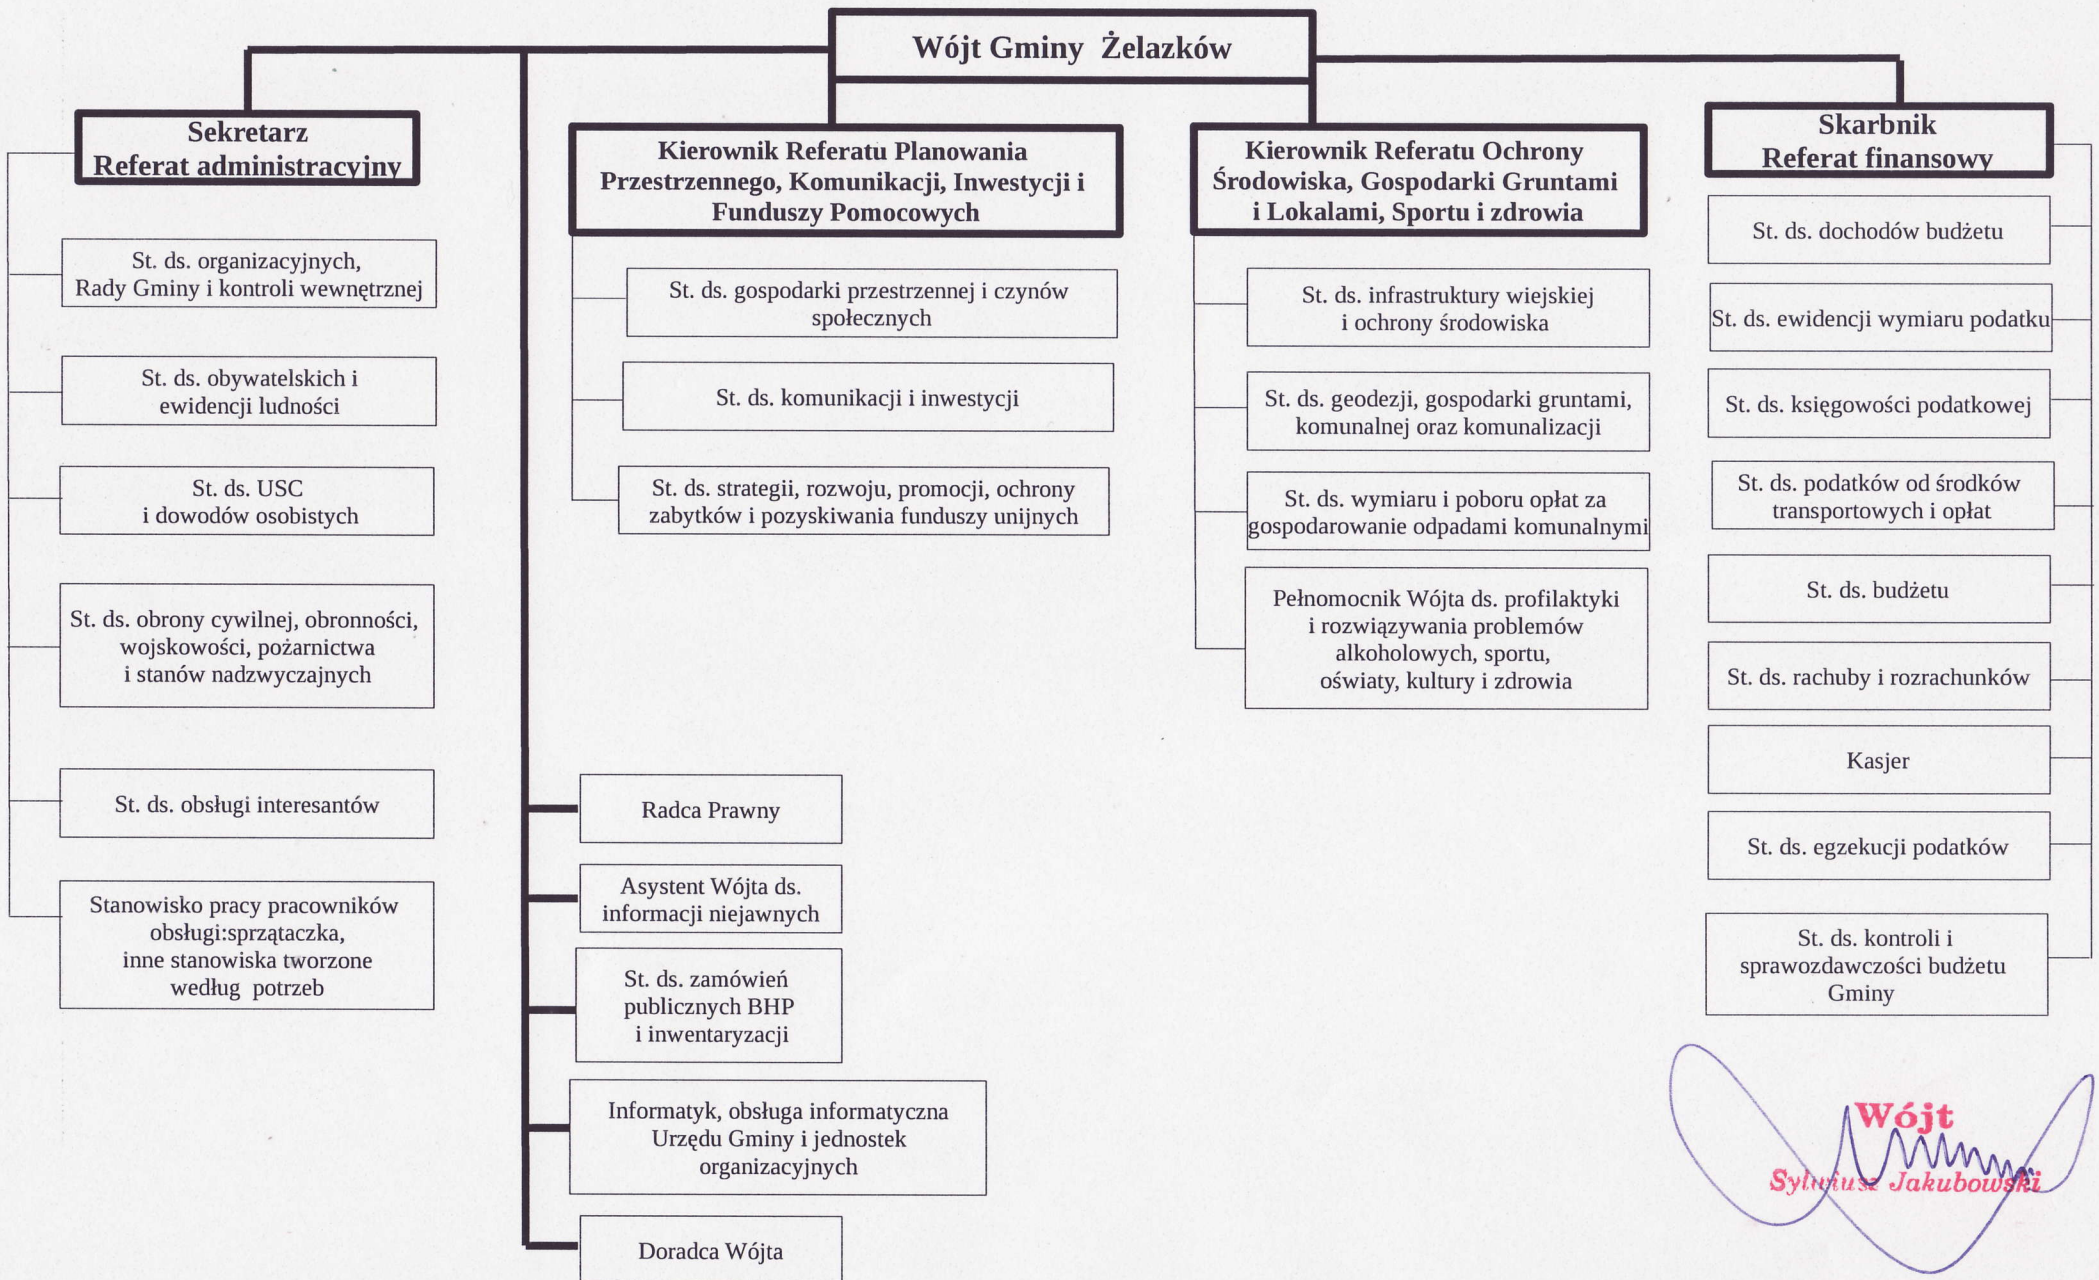 Wójt Gminy Żelazków
Sekretarz
Referat administracyjny
St. ds. organizacyjnych,
Rady Gminy i kontroli wewnętrznej
St. ds. obywatelskich i
ewidencji ludności
St. ds. USC
i dowodów osobistych
St. ds. obrony cywilnej, obronności,
wojskowości, pożarnictwa
i stanów nadzwyczajnych
St. ds. obsługi interesantów
Stanowisko pracy pracowników
obsługi:sprzątaczka,
inne stanowiska tworzone
według potrzeb
Kierownik Referatu Planowania
Przestrzennego, Komunikacji, Inwestycji i
Funduszy Pomocowych
St. ds. gospodarki przestrzennej i czynów
społecznych
St. ds. komunikacji i inwestycji
St. ds. strategii, rozwoju, promocji, ochrony
zabytków i pozyskiwania funduszy unijnych
Radca Prawny
Asystent Wójta ds.
informacji niejawnych
St. ds. zamówień
publicznych BHP
i inwentaryzacji
Informatyk, obsługa informatyczna
Urzędu Gminy i jednostek
organizacyjnych
Doradca Wójta
Kierownik Referatu Ochrony
Środowiska, Gospodarki Gruntami
i Lokalami, Sportu i zdrowia
St. ds. infrastruktury wiejskiej
i ochrony środowiska
St. ds. geodezji, gospodarki gruntami,
komunalnej oraz komunalizacji
St. ds. wymiaru i poboru opłat za
gospodarowanie odpadami komunalnymi
Pełnomocnik Wójta ds. profilaktyki
i rozwiązywania problemów
alkoholowych, sportu,
oświaty, kultury i zdrowia
Skarbnik
Referat finansowy
St. ds. dochodów budżetu
St. ds. ewidencji wymiaru podatku
St. ds. księgowości podatkowej
St. ds. podatków od środków
transportowych i opłat
St. ds. budżetu
St. ds. rachuby i rozrachunków
Kasjer
St. ds. egzekucji podatków
St. ds. kontroli i
sprawozdawczości budżetu
Gminy
Wójt
Sylwiusz Jakubowski